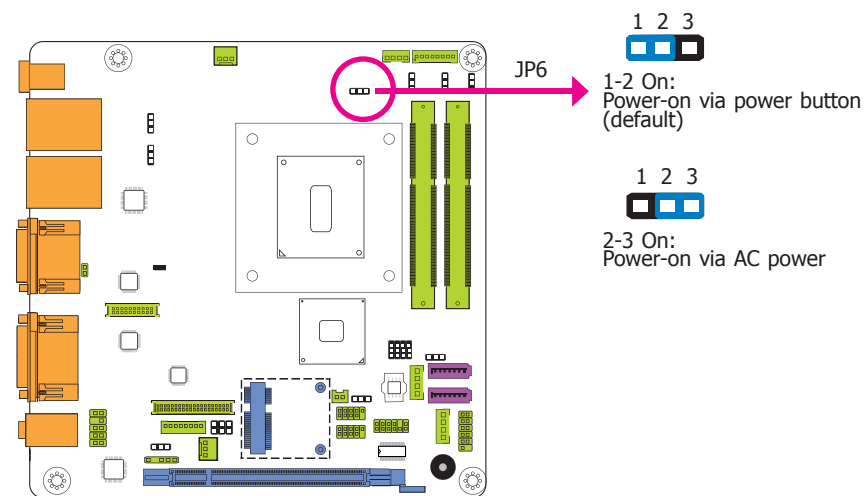 JP6
1 2 3
1-2 On:
Power-on via power button
(default)
1 2 3
2-3 On:
Power-on via AC power